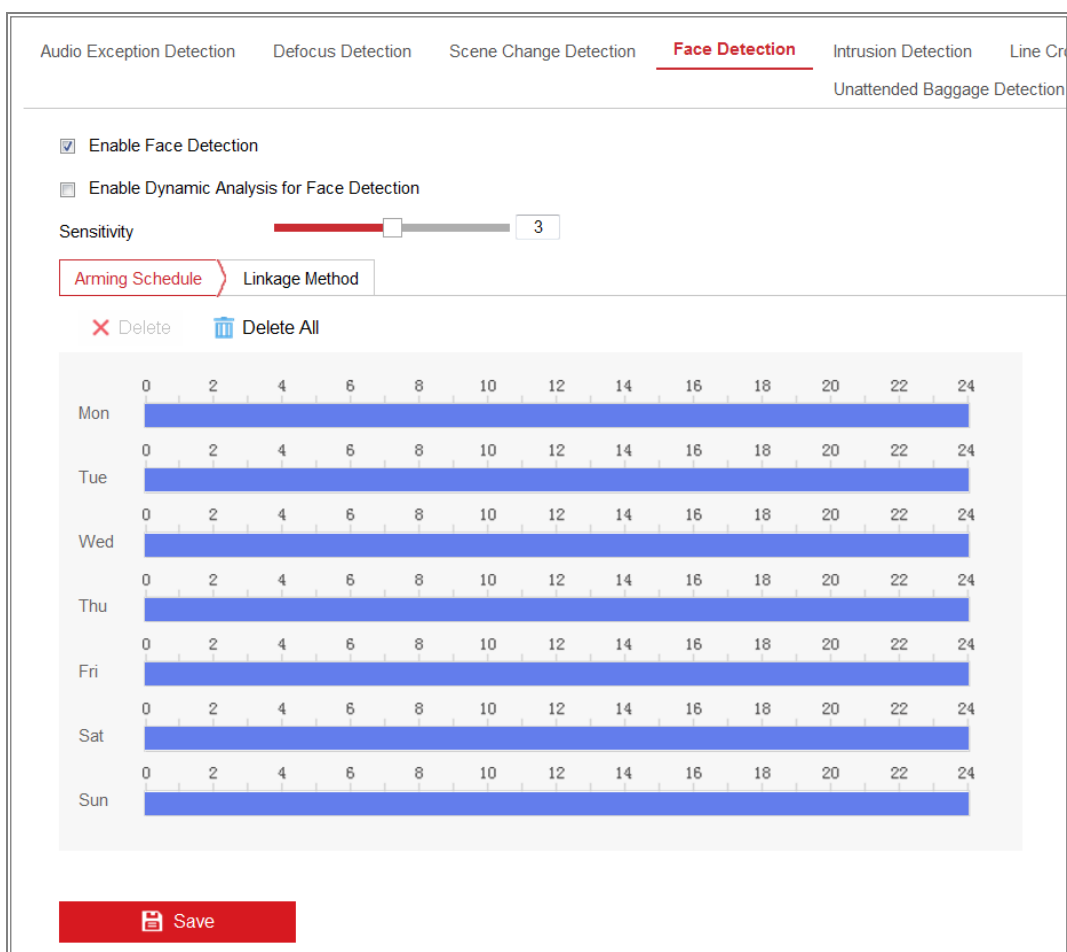 Audio Exception Detection Defocus Detection Scene Change Detection Face Detection Intrusion Detection Line Cr
Unattended Baggage Detection
Enable Face Detection
Enable Dynamic Analysis for Face Detection
Sensitivity 3
Arming Schedule Linkage Method
Delete Delete All
0 2 4 6 8 10 12 14 16 18 20 22 24
Mon
0 2 4 6 8 10 12 14 16 18 20 22 24
Tue
0 2 4 6 8 10 12 14 16 18 20 22 24
Wed
0 2 4 6 8 10 12 14 16 18 20 22 24
Thu
0 2 4 6 8 10 12 14 16 18 20 22 24
Fri
0 2 4 6 8 10 12 14 16 18 20 22 24
Sat
0 2 4 6 8 10 12 14 16 18 20 22 24
Sun
Save